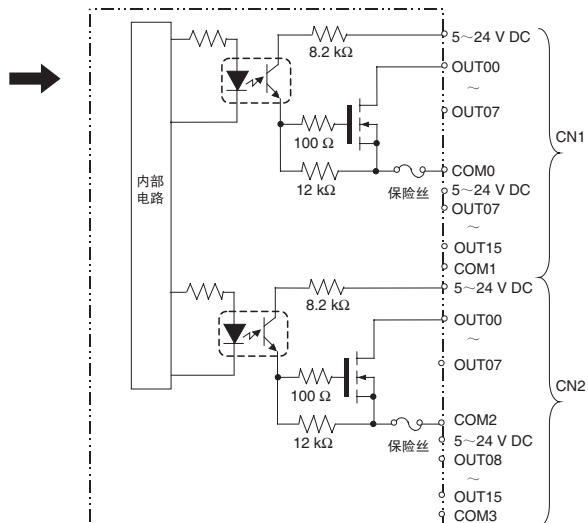 5～24 V DC
8.2 kΩ
OUT00
～
OUT07
100 Ω
CN1
内部
电路
12 kΩ
保险丝
COM0
5～24 V DC
OUT07
～
OUT15
COM1
5～24 V DC
8.2 kΩ
OUT00
～
OUT07
100 Ω
CN2
12 kΩ
保险丝
COM2
5～24 V DC
OUT08
～
OUT15
COM3